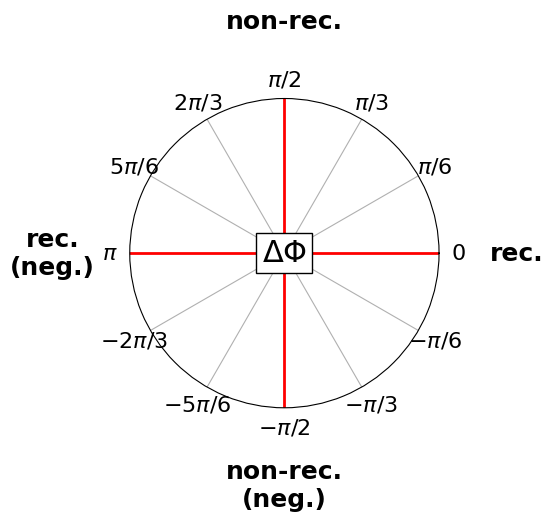 non-rec.
π/2
2π/3
π/3
5π/6
π/6
rec.
(neg.)
π
ΔΦ
0
rec.
−2π/3
−π/6
−5π/6
−π/3
−π/2
non-rec.
(neg.)